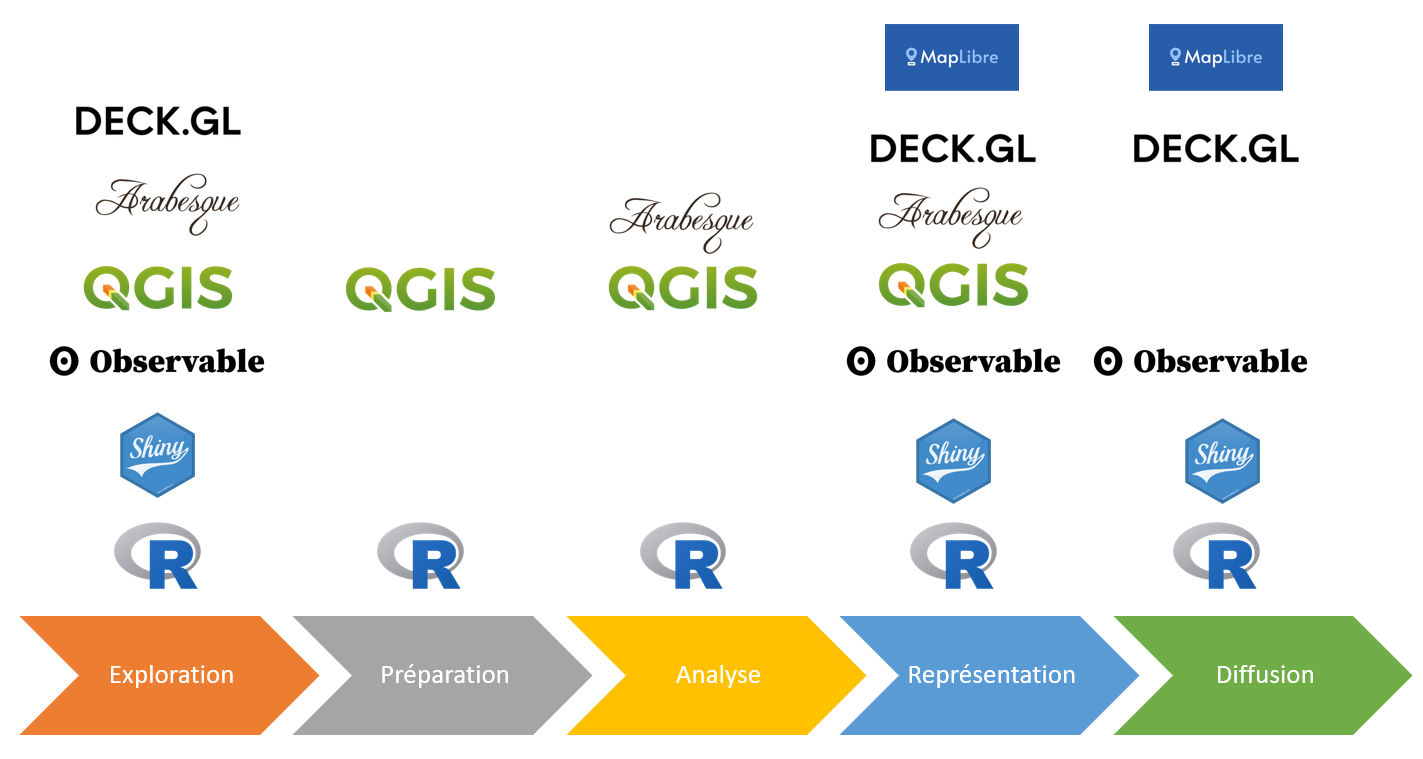 MapLibre
MapLibre
DECK.GL
DECK.GL
DECK.GL
Arabesque
Arabesque
Arabesque
QGIS
QGIS
QGIS
QGIS
Observable
Observable
Observable
Shiny
Shiny
Shiny
R
R
R
R
R
Exploration
Préparation
Analyse
Représentation
Diffusion